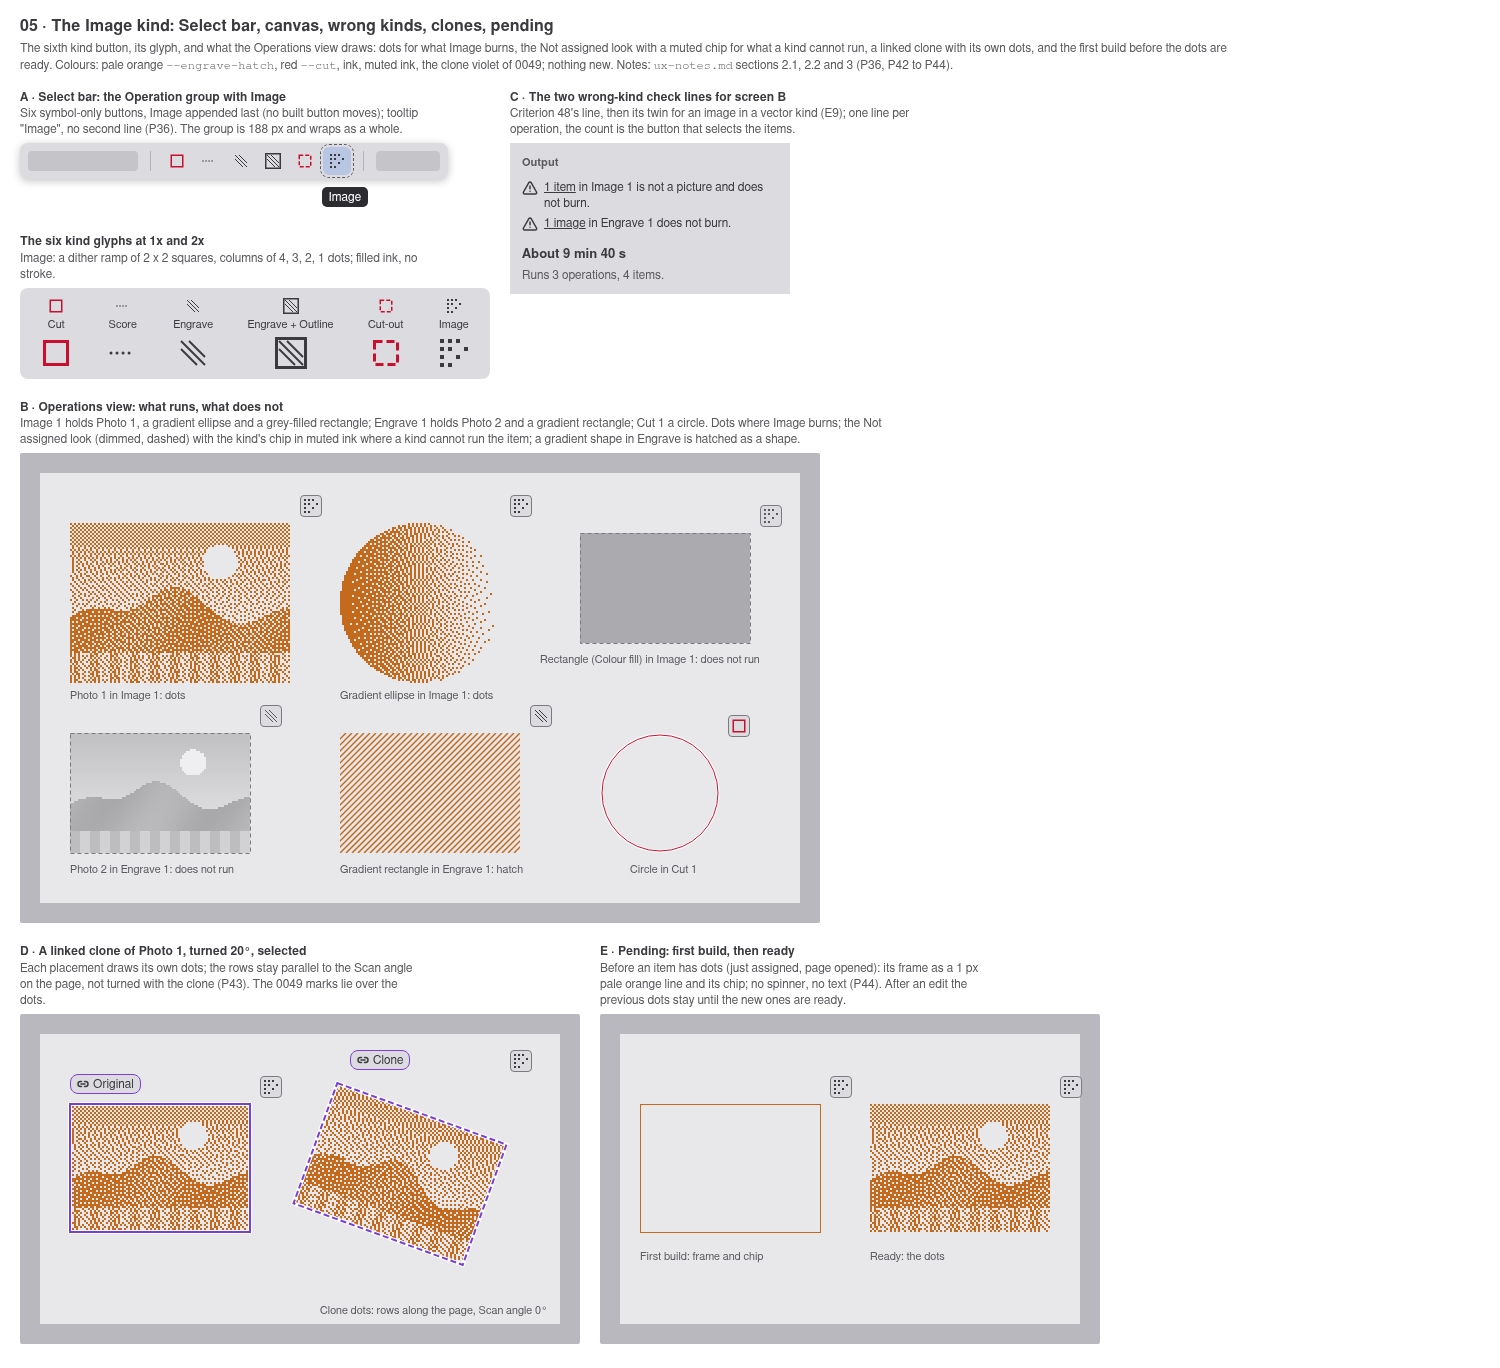 05 · The Image kind: Select bar, canvas, wrong kinds, clones, pending
The sixth kind button, its glyph, and what the Operations view draws: dots for what Image burns, the Not assigned look with a muted chip for what a kind cannot run, a linked clone with its own dots, and the first build before the dots are
ready. Colours: pale orange --engrave-hatch, red --cut, ink, muted ink, the clone violet of 0049; nothing new. Notes: ux-notes.md sections 2.1, 2.2 and 3 (P36, P42 to P44).
A · Select bar: the Operation group with Image
Six symbol-only buttons, Image appended last (no built button moves); tooltip
"Image", no second line (P36). The group is 188 px and wraps as a whole.
Image
The six kind glyphs at 1x and 2x
Image: a dither ramp of 2 x 2 squares, columns of 4, 3, 2, 1 dots; filled ink, no
stroke.
Cut
Score
Engrave
Engrave + Outline
Cut-out
Image
C · The two wrong-kind check lines for screen B
Criterion 48's line, then its twin for an image in a vector kind (E9); one line per
operation, the count is the button that selects the items.
Output
1 item in Image 1 is not a picture and does
not burn.
1 image in Engrave 1 does not burn.
About 9 min 40 s
Runs 3 operations, 4 items.
B · Operations view: what runs, what does not
Image 1 holds Photo 1, a gradient ellipse and a grey-filled rectangle; Engrave 1 holds Photo 2 and a gradient rectangle; Cut 1 a circle. Dots where Image burns; the Not
assigned look (dimmed, dashed) with the kind's chip in muted ink where a kind cannot run the item; a gradient shape in Engrave is hatched as a shape.
Photo 1 in Image 1: dots
Gradient ellipse in Image 1: dots
Rectangle (Colour fill) in Image 1: does not run
Photo 2 in Engrave 1: does not run
Gradient rectangle in Engrave 1: hatch
Circle in Cut 1
D · A linked clone of Photo 1, turned 20°, selected
Each placement draws its own dots; the rows stay parallel to the Scan angle
on the page, not turned with the clone (P43). The 0049 marks lie over the
dots.
Original
Clone
Clone dots: rows along the page, Scan angle 0°
E · Pending: first build, then ready
Before an item has dots (just assigned, page opened): its frame as a 1 px
pale orange line and its chip; no spinner, no text (P44). After an edit the
previous dots stay until the new ones are ready.
First build: frame and chip
Ready: the dots